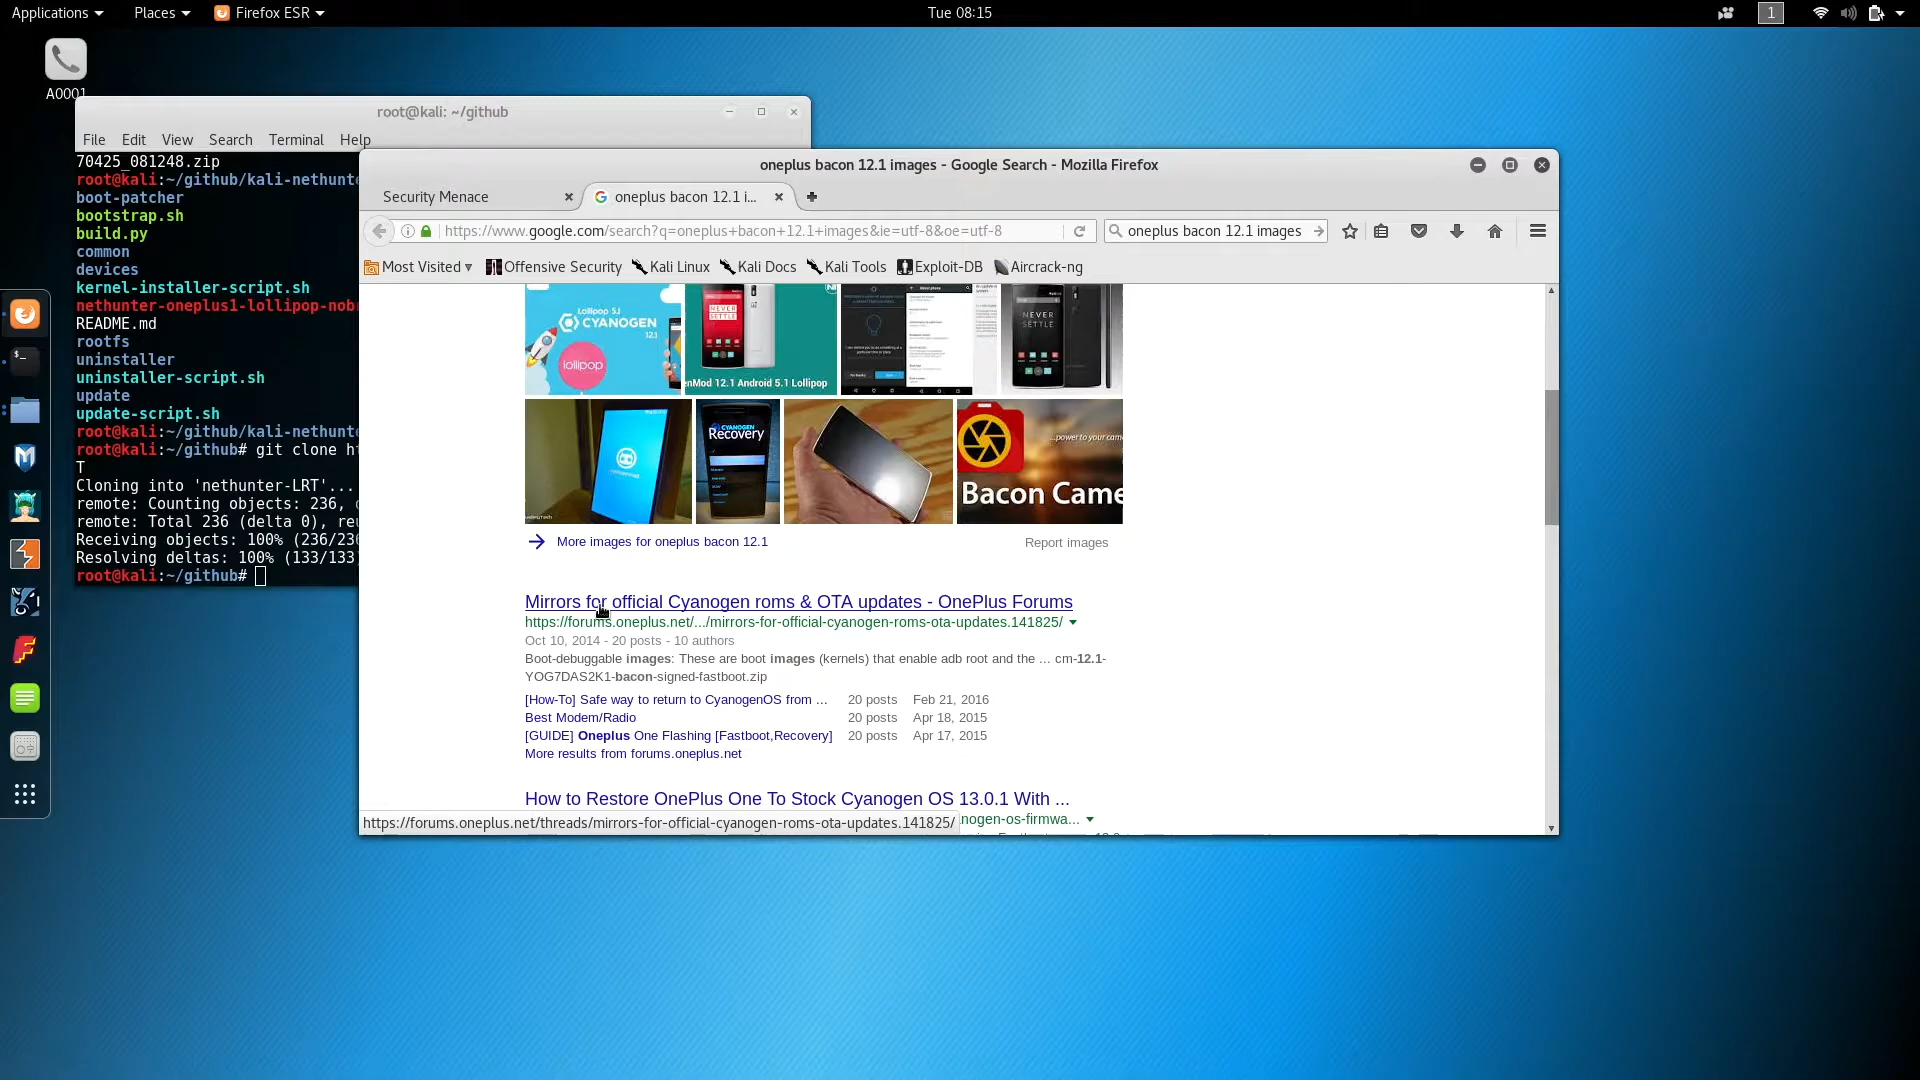 Applications
Places
Firefox ESR
Tue 08:15
1
A0001
root@kali: ~/github
File Edit View Search Terminal Help
70425_081248.zip
root@kali:~/github/kali-nethunte
boot-patcher
bootstrap.sh
build.py
common
devices
kernel-installer-script.sh
nethunter-oneplus1-lollipop-nob
README.md
rootfs
uninstaller
uninstaller-script.sh
update
update-script.sh
root@kali:~/github/kali-nethunte
root@kali:~/github# git clone ht
T
Cloning into 'nethunter-LRT'...
remote: Counting objects: 236,
remote: Total 236 (delta 0), reu
Receiving objects: 100% (236/236
Resolving deltas: 100% (133/133
root@kali:~/github#
oneplus bacon 12.1 images - Google Search - Mozilla Firefox
Security Menace
oneplus bacon 12.1 i...
https://www.google.com/search?q=oneplus+bacon+12.1+images&ie=utf-8&oe=utf-8
oneplus bacon 12.1 images
Most Visited
Offensive Security
Kali Linux
Kali Docs
Kali Tools
Exploit-DB
Aircrack-ng
Lollipop 5.1
CYANOGEN
12.1
lollipop
NEVER
SETTLE
enMod 12.1 Android 5.1 Lollipop
NEVER
SETTLE
CYANOGEN
Recovery
...power to your cam
Bacon Came
More images for oneplus bacon 12.1
Report images
Mirrors for official Cyanogen roms & OTA updates - OnePlus Forums
https://forums.oneplus.net/.../mirrors-for-official-cyanogen-roms-ota-updates.141825/
Oct 10, 2014 - 20 posts - 10 authors
Boot-debuggable images: These are boot images (kernels) that enable adb root and the ... cm-12.1-
YOG7DAS2K1-bacon-signed-fastboot.zip
[How-To] Safe way to return to CyanogenOS from ... 20 posts Feb 21, 2016
Best Modem/Radio 20 posts Apr 18, 2015
[GUIDE] Oneplus One Flashing [Fastboot,Recovery] 20 posts Apr 17, 2015
More results from forums.oneplus.net
How to Restore OnePlus One To Stock Cyanogen OS 13.0.1 With ...
nogen-os-firmwa...
https://forums.oneplus.net/threads/mirrors-for-official-cyanogen-roms-ota-updates.141825/